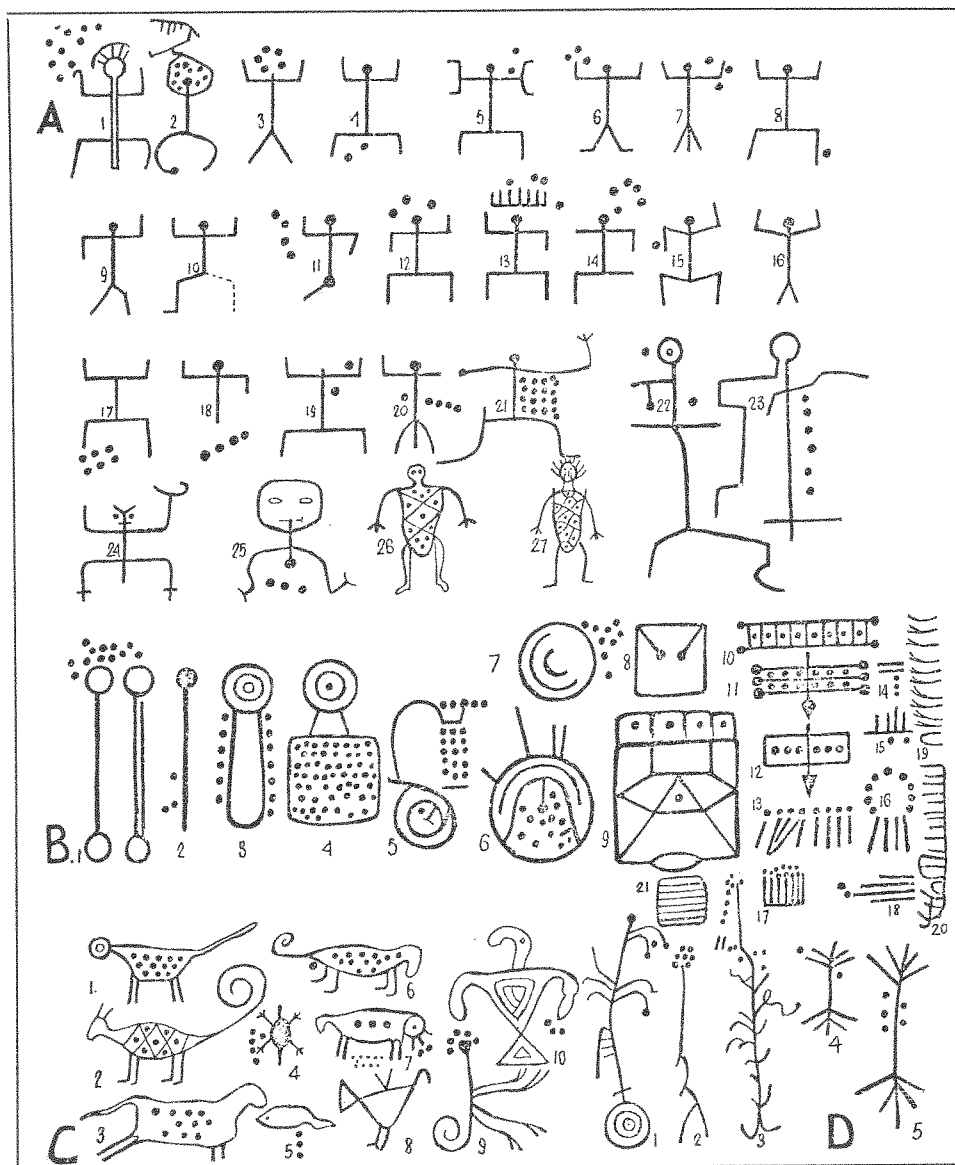 A
1 2 3 4 5 6 7 8
9 10 11 12 13 14 15 16
17 18 19 20 21 22 23
24 25 26 27
B
1 2 3 4 5 6 7 8 9 10
11 12 13 14 15 16 17 18 19 20 21
C
1. 2 3 4 5 6 7 8 9 10
D
1 2 3 4 5